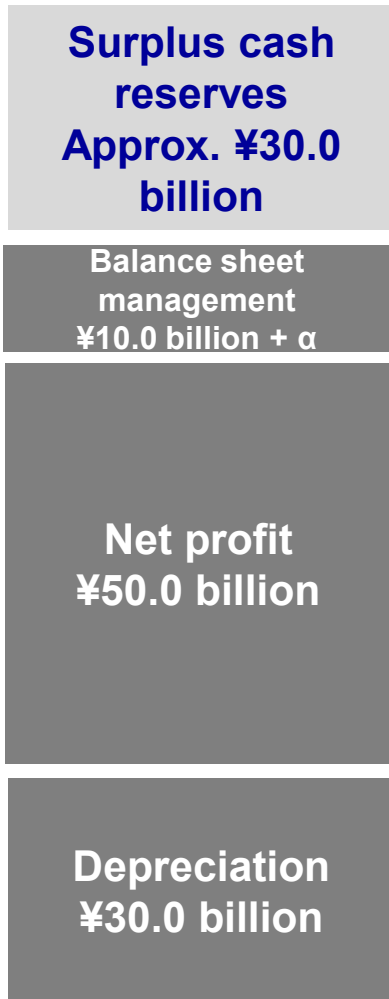 Surplus cash
reserves
Approx. ¥30.0
billion
Balance sheet
management
¥10.0 billion + α
Net profit
¥50.0 billion
Depreciation
¥30.0 billion